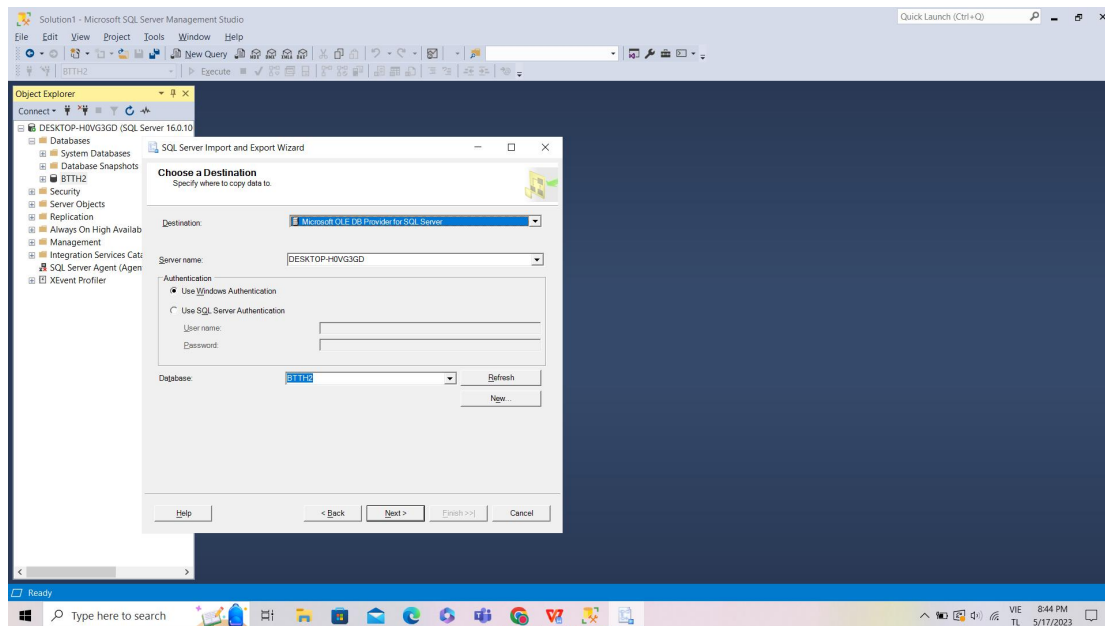 Solution1 - Microsoft SQL Server Management Studio
Quick Launch (Ctrl+Q)
File Edit View Project Tools Window Help
New Query
BTTH2
Execute
Object Explorer
Connect
DESKTOP-H0VG3GD (SQL Server 16.0.10
Databases
System Databases
Database Snapshots
BTTH2
Security
Server Objects
Replication
Always On High Availab
Management
Integration Services Cata
SQL Server Agent (Agen
XEvent Profiler
SQL Server Import and Export Wizard
Choose a Destination
Specify where to copy data to.
Destination:
Microsoft OLE DB Provider for SQL Server
Server name:
DESKTOP-H0VG3GD
Authentication
Use Windows Authentication
Use SQL Server Authentication
User name:
Password:
Database:
BTTH2
Refresh
New...
Help
< Back
Next >
Finish >>|
Cancel
Ready
Type here to search
VIE
TL
8:44 PM
5/17/2023